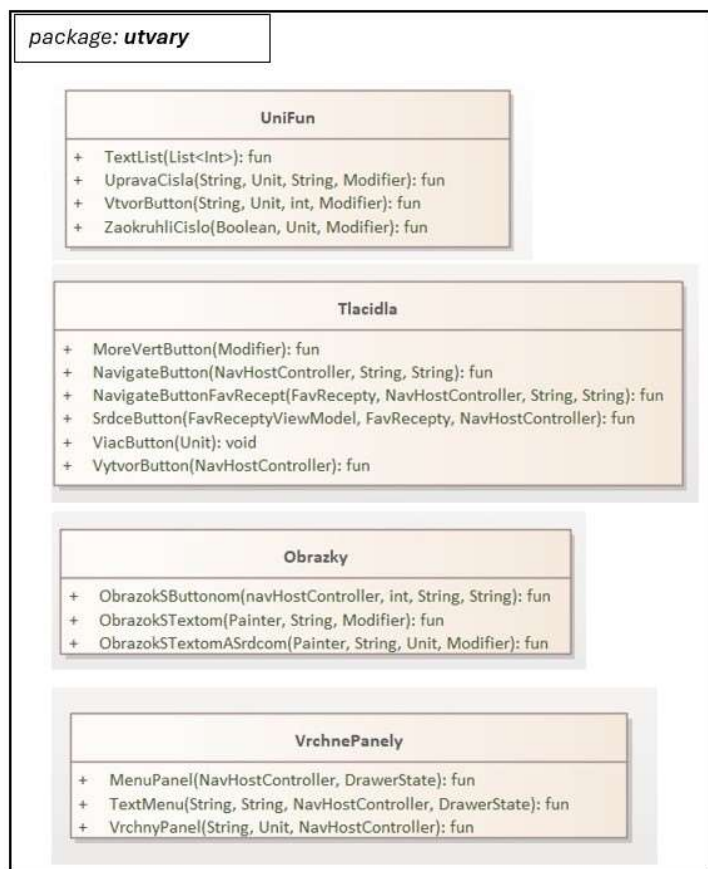 package: utvary
UniFun
+ TextList(List<Int>): fun
+ UpravaCisla(String, Unit, String, Modifier): fun
+ VtvorButton(String, Unit, int, Modifier): fun
+ ZaokruhliCislo(Boolean, Unit, Modifier): fun
Tlacidla
+ MoreVertButton(Modifier): fun
+ NavigateButton(NavHostController, String, String): fun
+ NavigateButtonFavRecept(FavRecepty, NavHostController, String, String): fun
+ SrdceButton(FavReceptyViewModel, FavRecepty, NavHostController): fun
+ ViacButton(Unit): void
+ VytvorButton(NavHostController): fun
Obrazky
+ ObrazokSButtonom(navHostController, int, String, String): fun
+ ObrazokSTextom(Painter, String, Modifier): fun
+ ObrazokSTextomASrdcom(Painter, String, Unit, Modifier): fun
VrchnePanely
+ MenuPanel(NavHostController, DrawerState): fun
+ TextMenu(String, String, NavHostController, DrawerState): fun
+ VrchnyPanel(String, Unit, NavHostController): fun